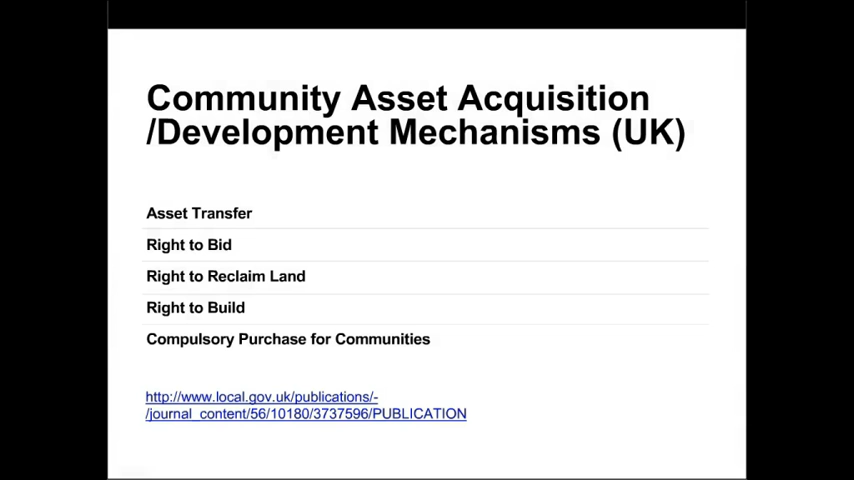 Community Asset Acquisition
/Development Mechanisms (UK)
Asset Transfer
Right to Bid
Right to Reclaim Land
Right to Build
Compulsory Purchase for Communities
http://www.local.gov.uk/publications/-
/journal_content/56/10180/3737596/PUBLICATION